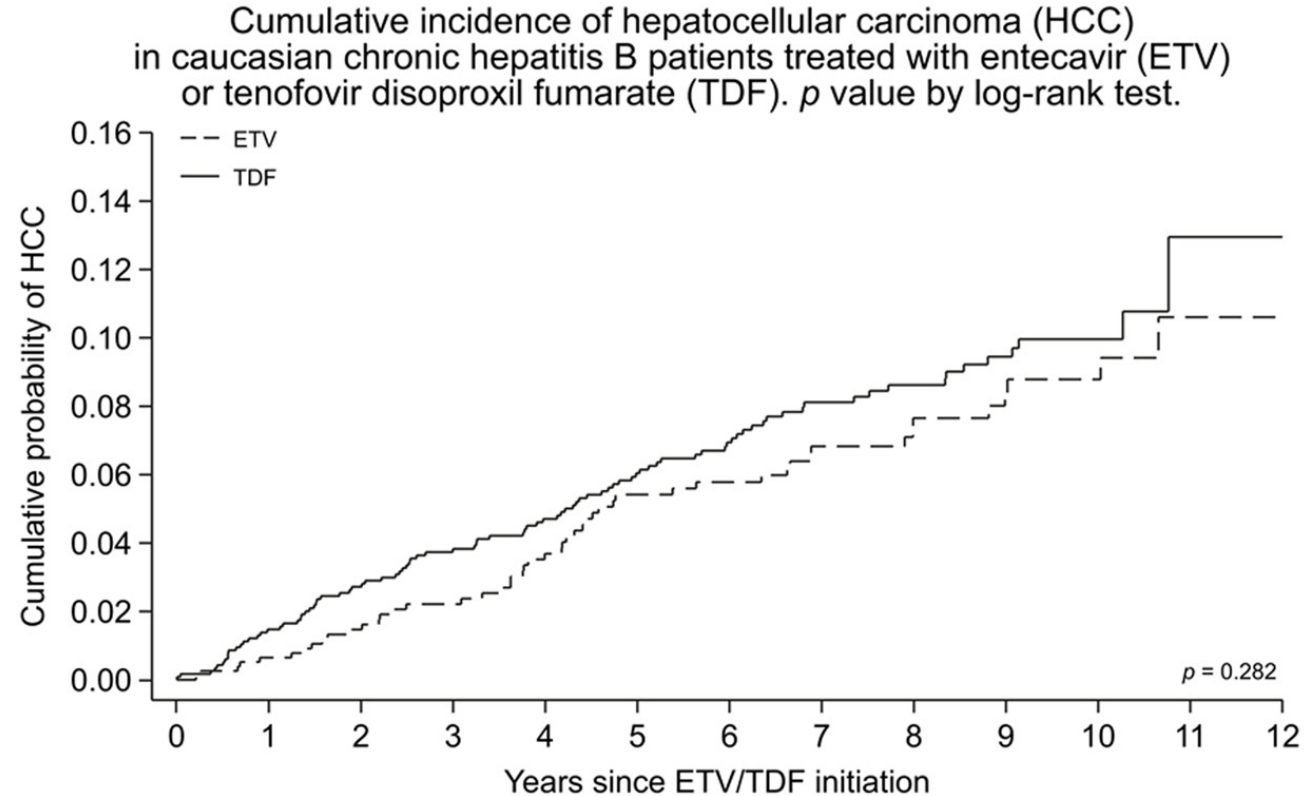 Cumulative incidence of hepatocellular carcinoma (HCC)
in caucasian chronic hepatitis B patients treated with entecavir (ETV)
or tenofovir disoproxil fumarate (TDF). p value by log-rank test.
Cumulative probability of HCC
0.16
0.14
0.12
0.10
0.08
0.06
0.04
0.02
0.00
ETV
TDF
p = 0.282
0 1 2 3 4 5 6 7 8 9 10 11 12
Years since ETV/TDF initiation